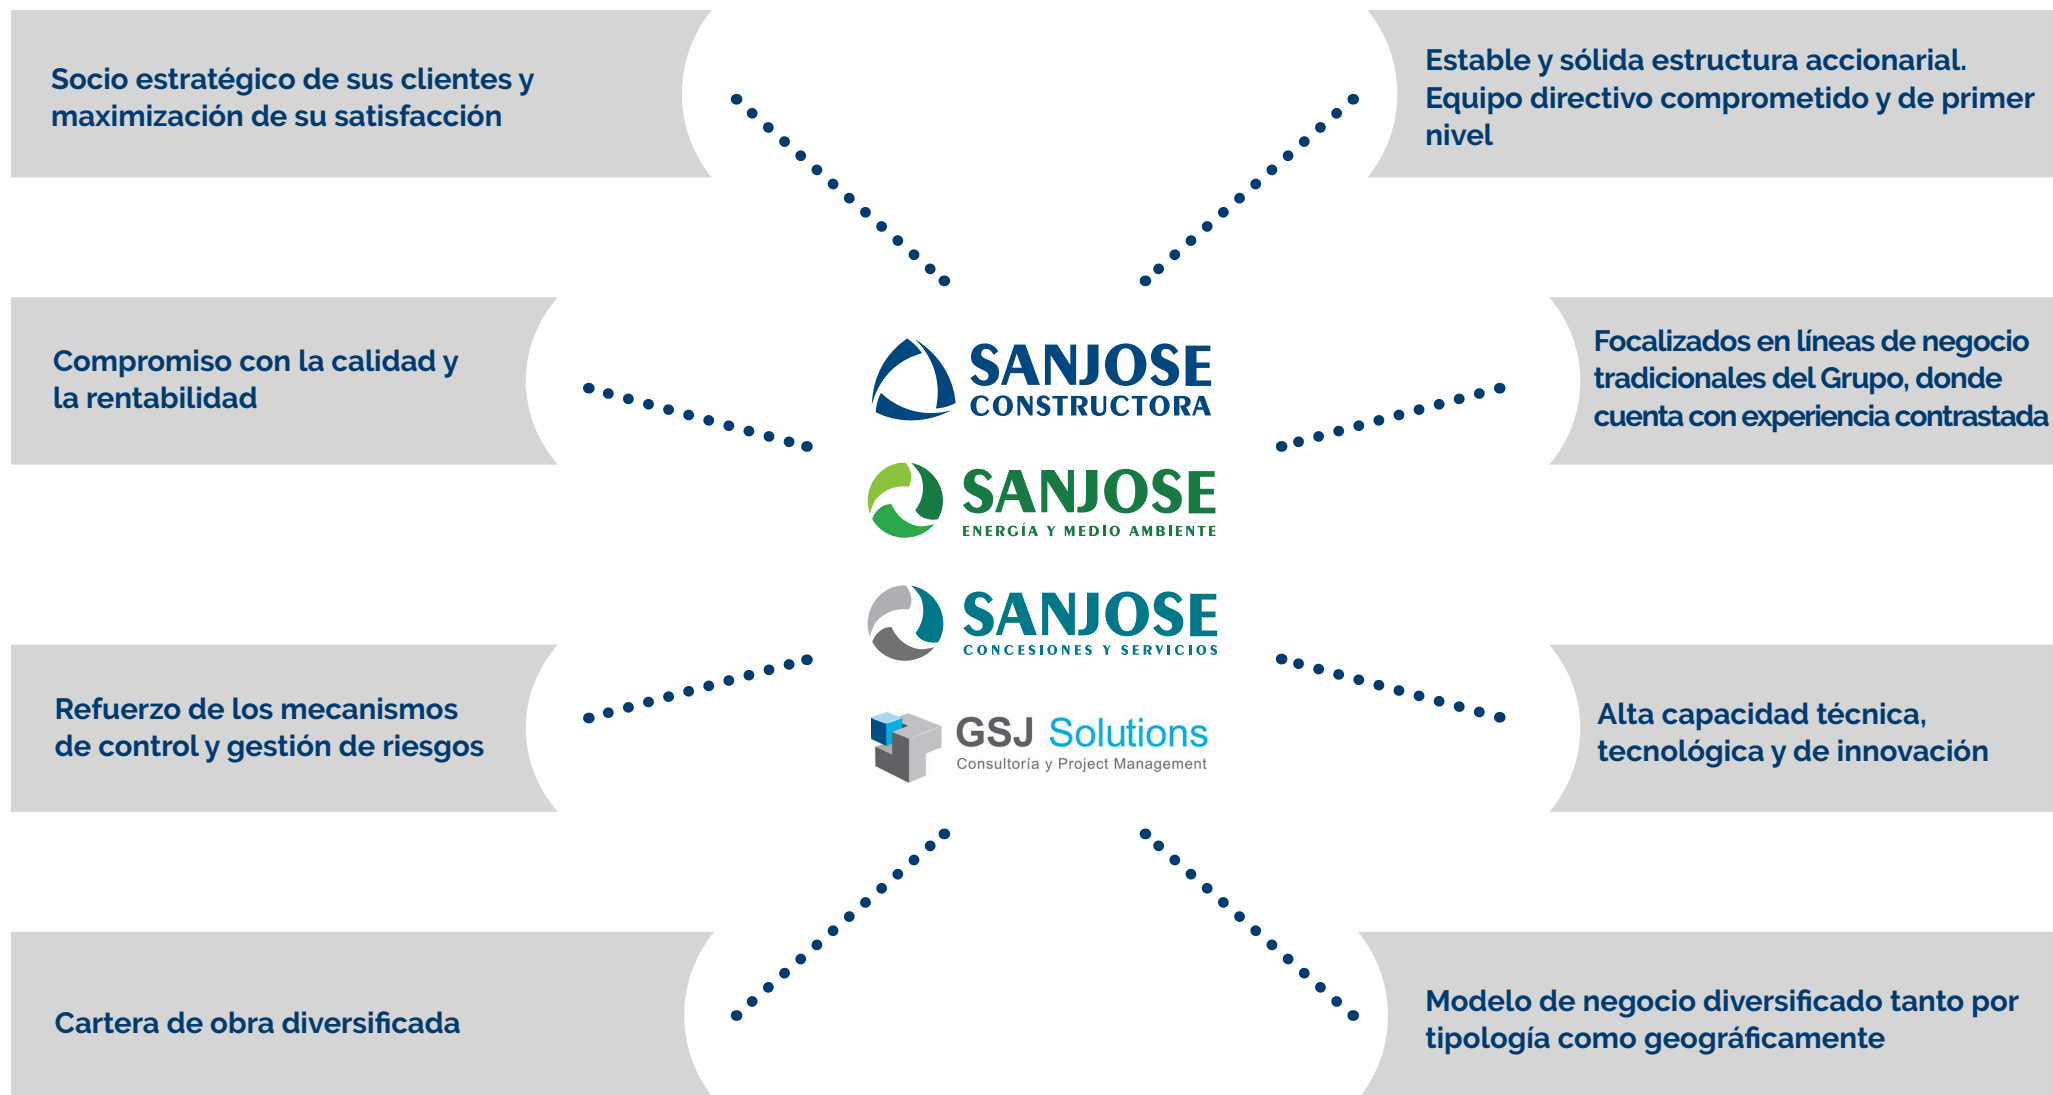 Socio estratégico de sus clientes y
maximización de su satisfacción
Estable y sólida estructura accionarial.
Equipo directivo comprometido y de primer
nivel
Compromiso con la calidad y
la rentabilidad
Focalizados en líneas de negocio
tradicionales del Grupo, donde
cuenta con experiencia contrastada
SANJOSE
CONSTRUCTORA
SANJOSE
ENERGÍA Y MEDIO AMBIENTE
SANJOSE
CONCESIONES Y SERVICIOS
GSJ Solutions
Consultoría y Project Management
Refuerzo de los mecanismos
de control y gestión de riesgos
Alta capacidad técnica,
tecnológica y de innovación
Cartera de obra diversificada
Modelo de negocio diversificado tanto por
tipología como geográficamente